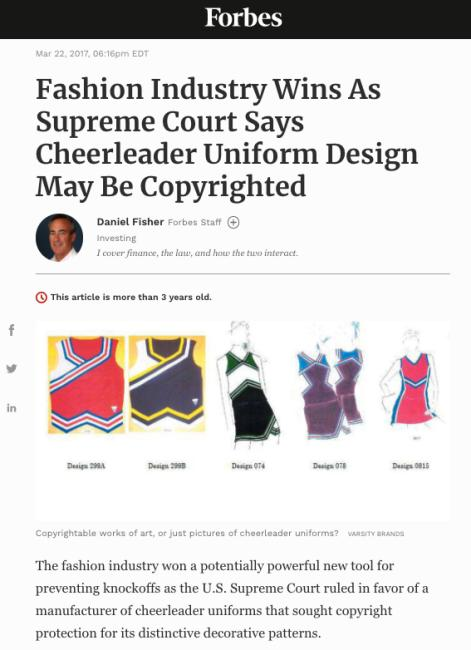 Forbes
Mar 22, 2017, 06:16pm EDT
Fashion Industry Wins As
Supreme Court Says
Cheerleader Uniform Design
May Be Copyrighted
Daniel Fisher Forbes Staff
Investing
I cover finance, the law, and how the two interact.
This article is more than 3 years old.
Design 299A Design 299B Design 074 Design 078 Design 0815
Copyrightable works of art, or just pictures of cheerleader uniforms? VARSITY BRANDS
The fashion industry won a potentially powerful new tool for
preventing knockoffs as the U.S. Supreme Court ruled in favor of a
manufacturer of cheerleader uniforms that sought copyright
protection for its distinctive decorative patterns.